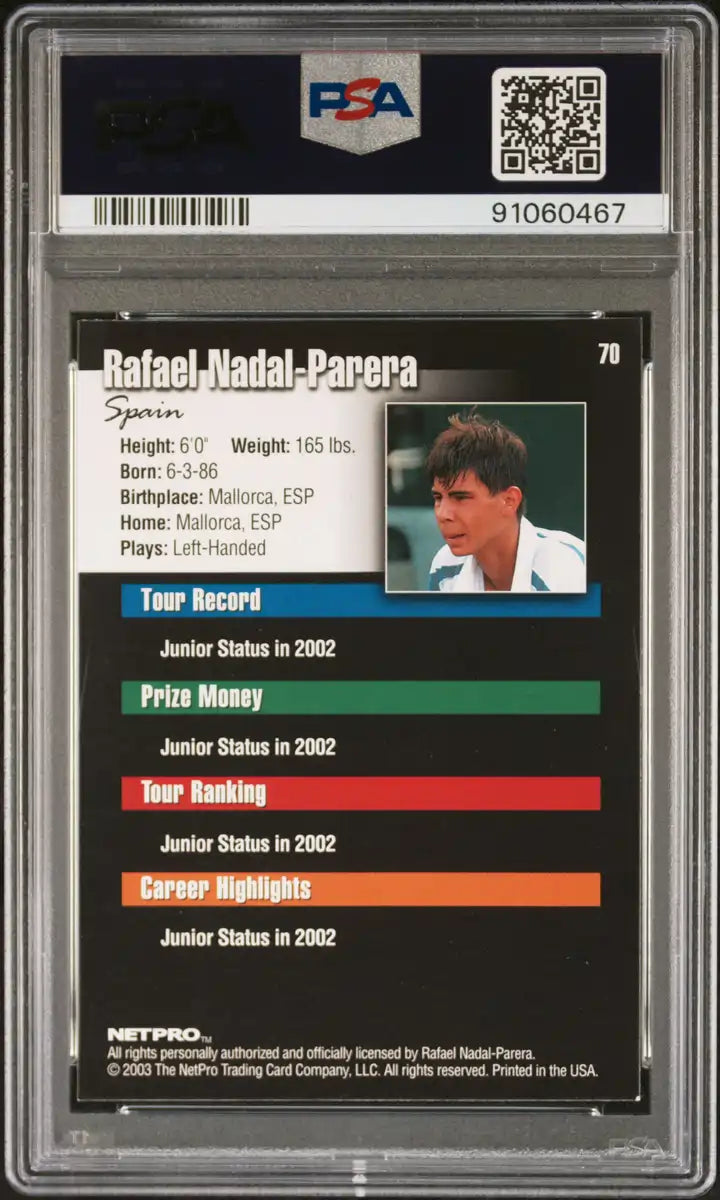 PSA
PSA
91060467
Rafael Nadal-Parera
70
Spain
Height: 6'0" Weight: 165 lbs.
Born: 6-3-86
Birthplace: Mallorca, ESP
Home: Mallorca, ESP
Plays: Left-Handed
Tour Record
Junior Status in 2002
Prize Money
Junior Status in 2002
Tour Ranking
Junior Status in 2002
Career Highlights
Junior Status in 2002
NETPRO™
All rights personally authorized and officially licensed by Rafael Nadal-Parera.
© 2003 The NetPro Trading Card Company, LLC. All rights reserved. Printed in the USA.
PSA